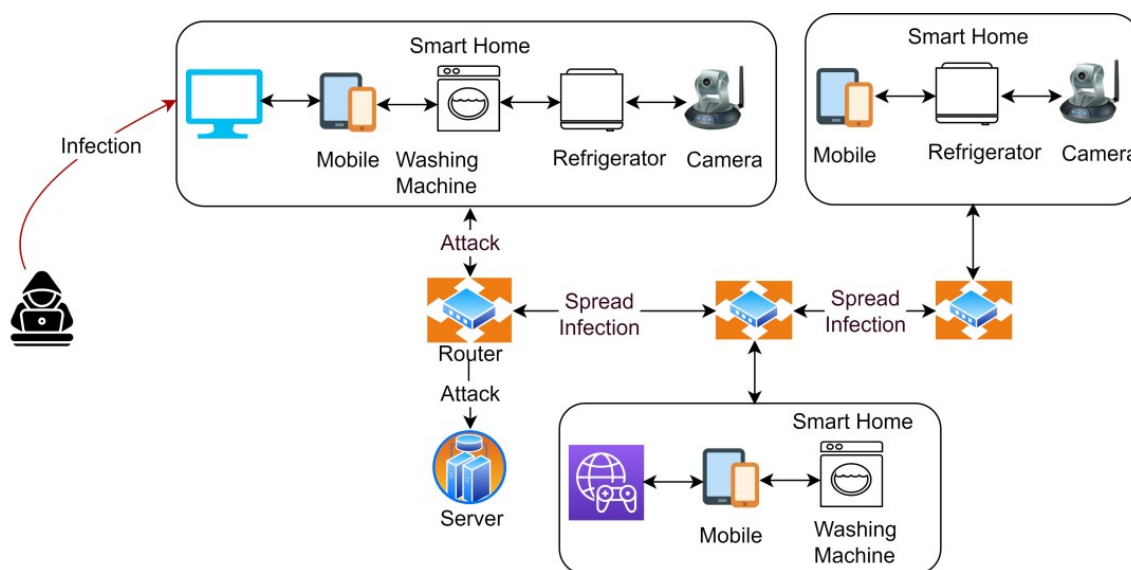 Smart Home
Infection
Mobile
Washing
Machine
Refrigerator
Camera
Smart Home
Mobile
Refrigerator
Camera
Attack
Router
Spread
Infection
Spread
Infection
Attack
Server
Smart Home
Mobile
Washing
Machine